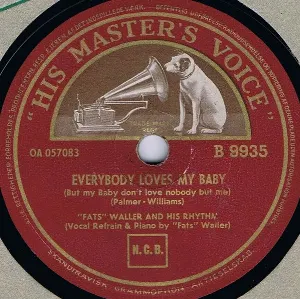 "HIS MASTER'S VOICE"
OA 057083
B 9935
EVERYBODY LOVES MY BABY
(But my Baby don't love nobody but me)
(Palmer-Williams)
"FATS" WALLER AND HIS RHYTHM
(Vocal Refrain & Piano by "Fats" Waller)
N.C.B.
SKANDINAVISK GRAMMOPHON AKTIESELSKAB.